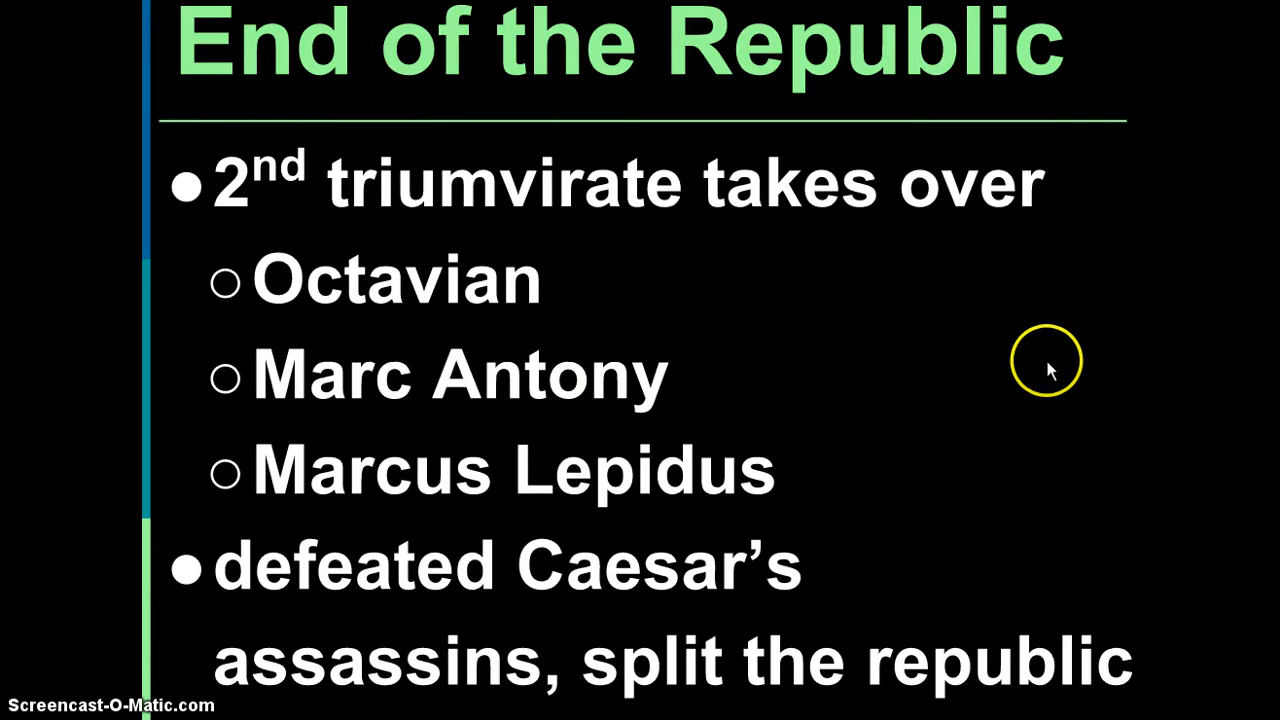 End of the Republic
● 2nd triumvirate takes over
○ Octavian
○ Marc Antony
○ Marcus Lepidus
● defeated Caesar’s
assassins, split the republic
Screencast-O-Matic.com